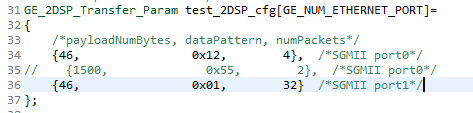 31 GE_2DSP_Transfer_Param test_2DSP_cfg[GE_NUM_ETHERNET_PORT]=
32 {
33     /*payloadNumBytes, dataPattern, numPackets*/
34     {46,            0x12,        4},  /*SGMII port0*/
35 //    {1500,            0x55,        2},  /*SGMII port0*/
36     {46,            0x01,        32}  /*SGMII port1*/
37 };